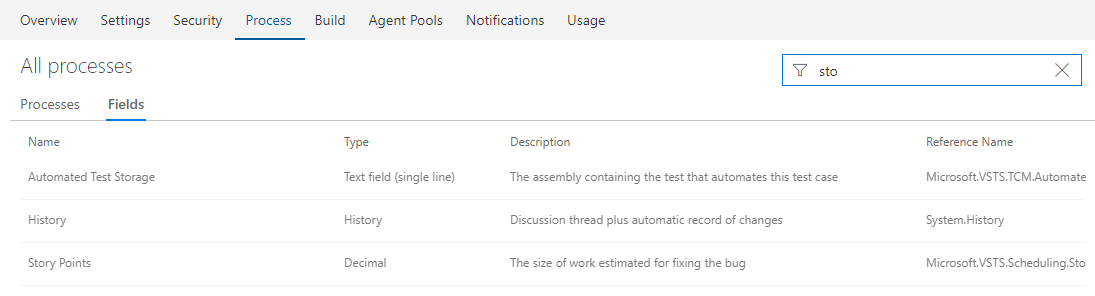 Overview Settings Security Process Build Agent Pools Notifications Usage
All processes
sto
Processes Fields
Name Type Description Reference Name
Automated Test Storage Text field (single line) The assembly containing the test that automates this test case Microsoft.VSTS.TCM.Automate
History History Discussion thread plus automatic record of changes System.History
Story Points Decimal The size of work estimated for fixing the bug Microsoft.VSTS.Scheduling.Sto